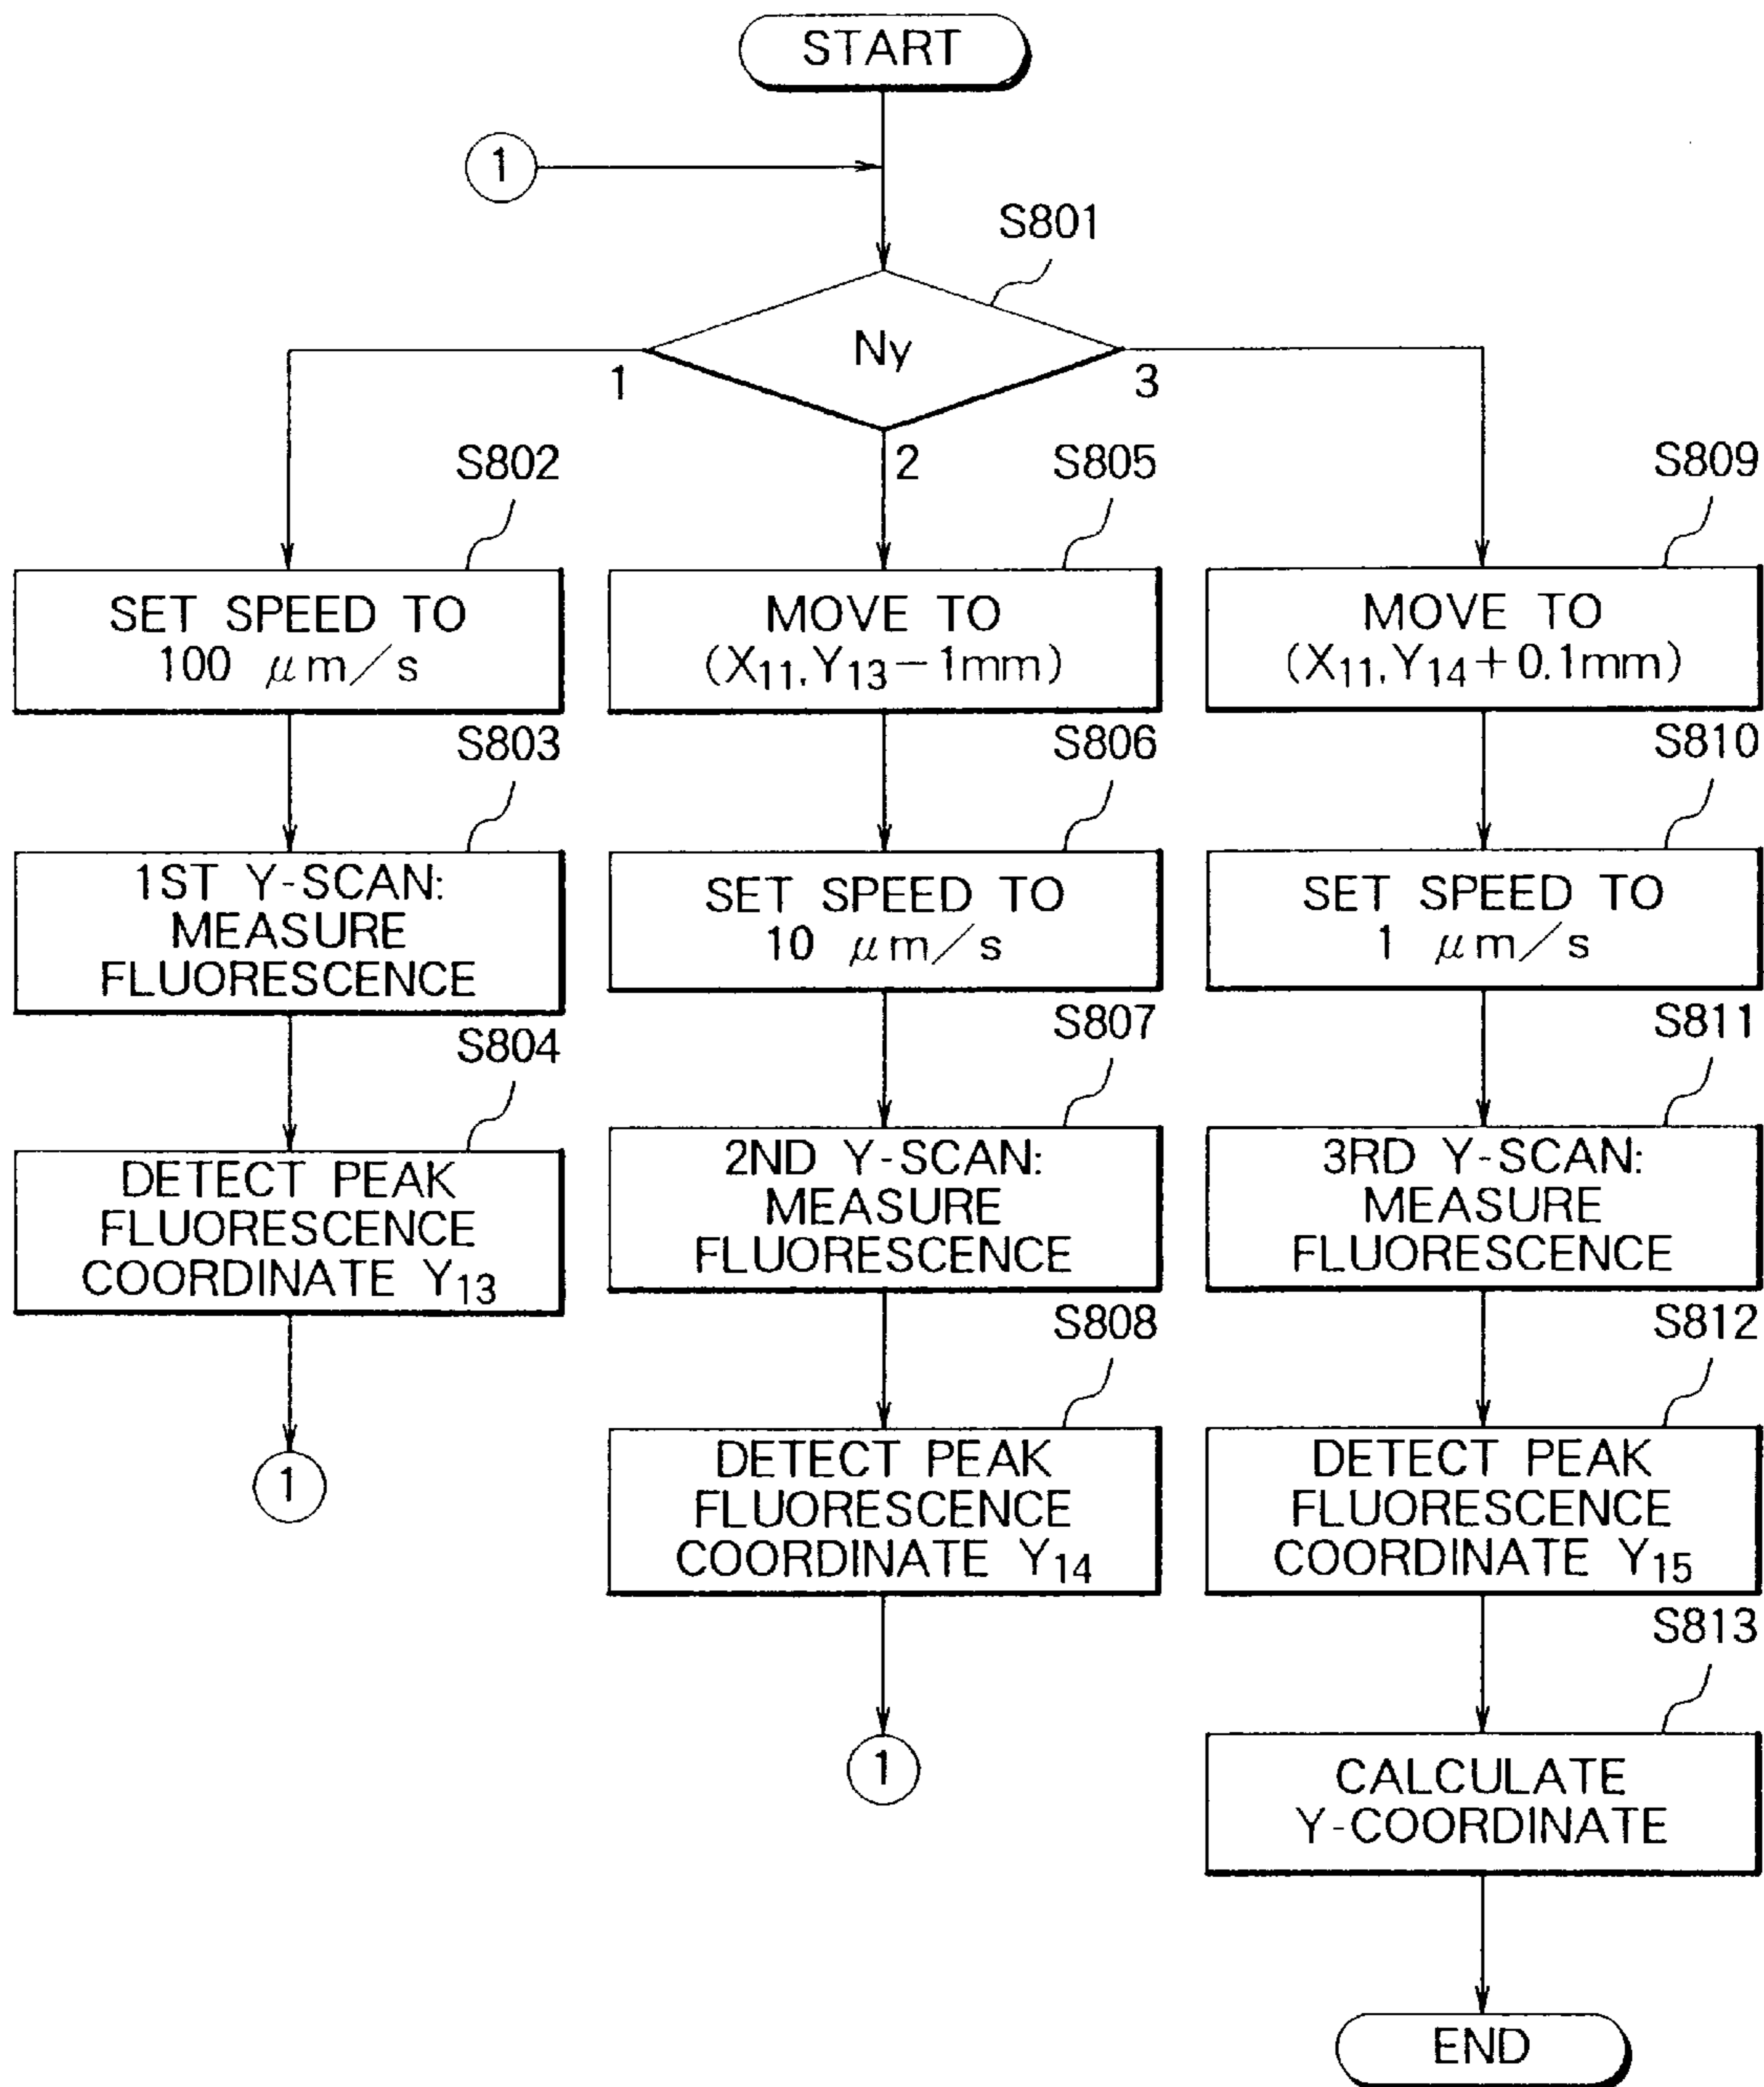 START
1
S801
Ny
1
2
3
S802
SET SPEED TO
100 μm/s
S803
1ST Y-SCAN:
MEASURE
FLUORESCENCE
S804
DETECT PEAK
FLUORESCENCE
COORDINATE Y13
1
S805
MOVE TO
(X11,Y13−1mm)
S806
SET SPEED TO
10 μm/s
S807
2ND Y-SCAN:
MEASURE
FLUORESCENCE
S808
DETECT PEAK
FLUORESCENCE
COORDINATE Y14
1
S809
MOVE TO
(X11,Y14+0.1mm)
S810
SET SPEED TO
1 μm/s
S811
3RD Y-SCAN:
MEASURE
FLUORESCENCE
S812
DETECT PEAK
FLUORESCENCE
COORDINATE Y15
S813
CALCULATE
Y-COORDINATE
END